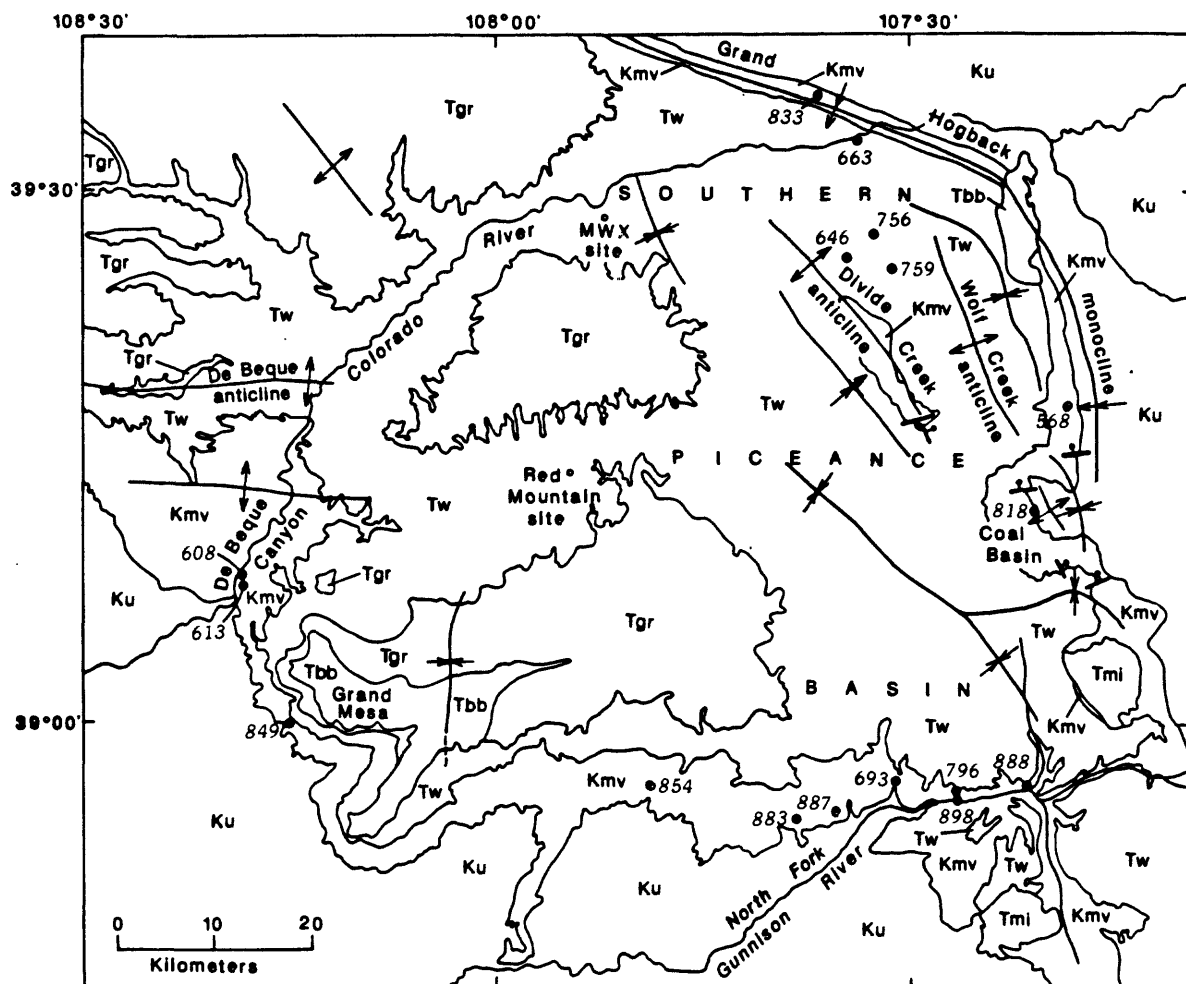 108°30'
108°00'
107°30'
Grand
Kmv
Kmv
Ku
Tgr
Tw
833
Hogback
663
Tgr
39°30'
SOUTHERN
Tbb
Ku
River
MWX
site
756
646
759
Tw
Kmv
Tgr
Divide
Creek
anticline
Kmv
Wolf
Creek
anticline
monocline
Tw
Tgr
Colorado
Tgr
De Beque
anticline
Tw
Tw
568
Ku
PICEANCE
Red
Mountain
site
Tw
Kmv
818
Coal
Basin
De Beque
Canyon
608
Ku
Kmv
Tgr
613
Tgr
Kmv
Tw
Tmi
Tgr
Tbb
Grand
Mesa
Tbb
BASIN
39°00'
849
Tw
Kmv
Kmv
854
693
796
888
Tw
887
883
898
Ku
Tw
Kmv
Tw
Tw
Ku
Ku
North Fork
Gunnison River
Ku
Tmi
Kmv
0 10 20
Kilometers